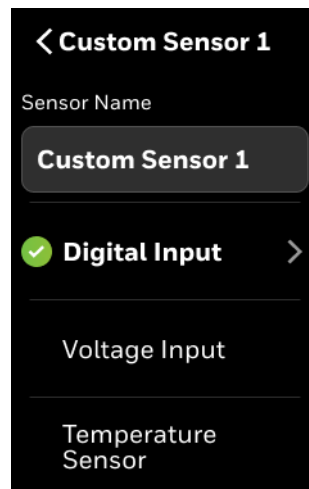 Custom Sensor 1
Sensor Name
Custom Sensor 1
Digital Input
Voltage Input
Temperature
Sensor